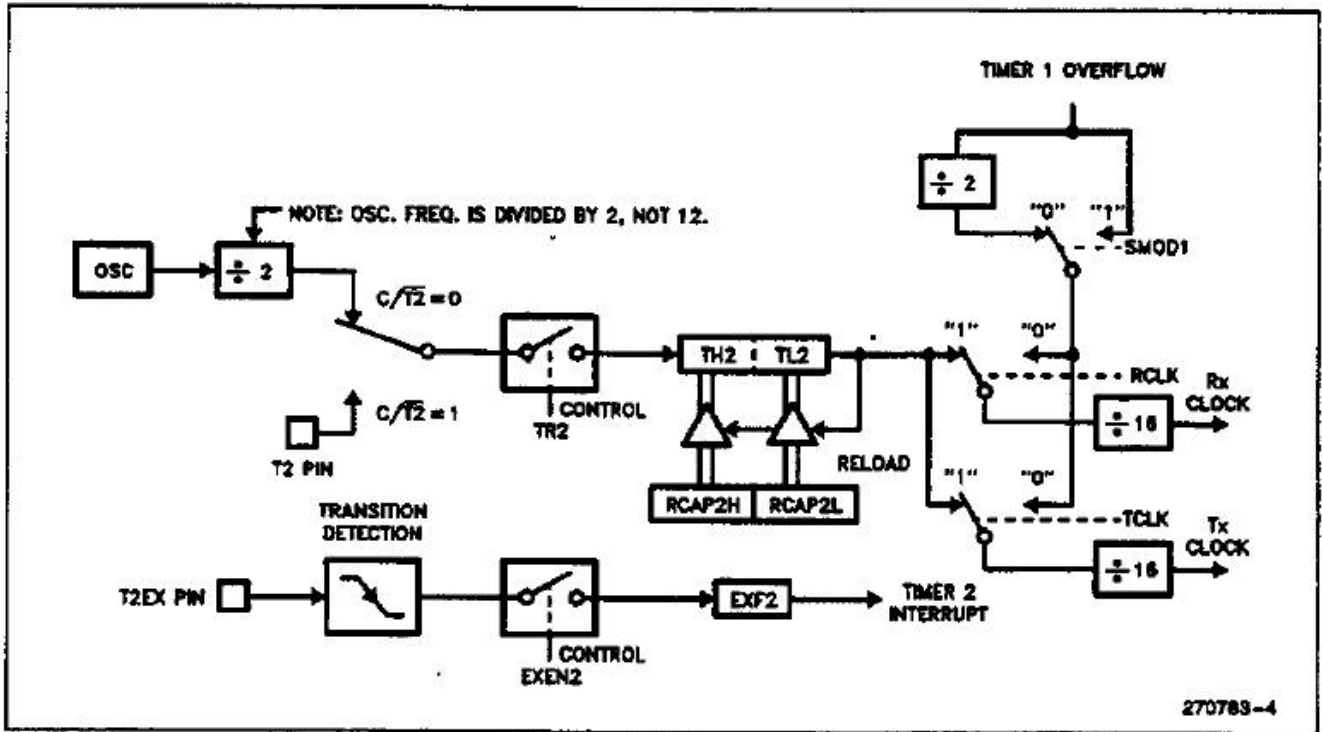 TIMER 1 OVERFLOW
÷ 2
NOTE: OSC. FREQ. IS DIVIDED BY 2, NOT 12.
"0" "1"
SMOD1
OSC
÷ 2
C/T2̅ = 0
TH2 TL2
"1" "0"
RCLK
Rx
CLOCK
÷ 16
C/T2̅ = 1
CONTROL
TR2
T2 PIN
RELOAD
RCAP2H RCAP2L
"1" "0"
TCLK
Tx
CLOCK
÷ 16
TRANSITION
DETECTION
T2EX PIN
EXF2
TIMER 2
INTERRUPT
CONTROL
EXEN2
270783-4